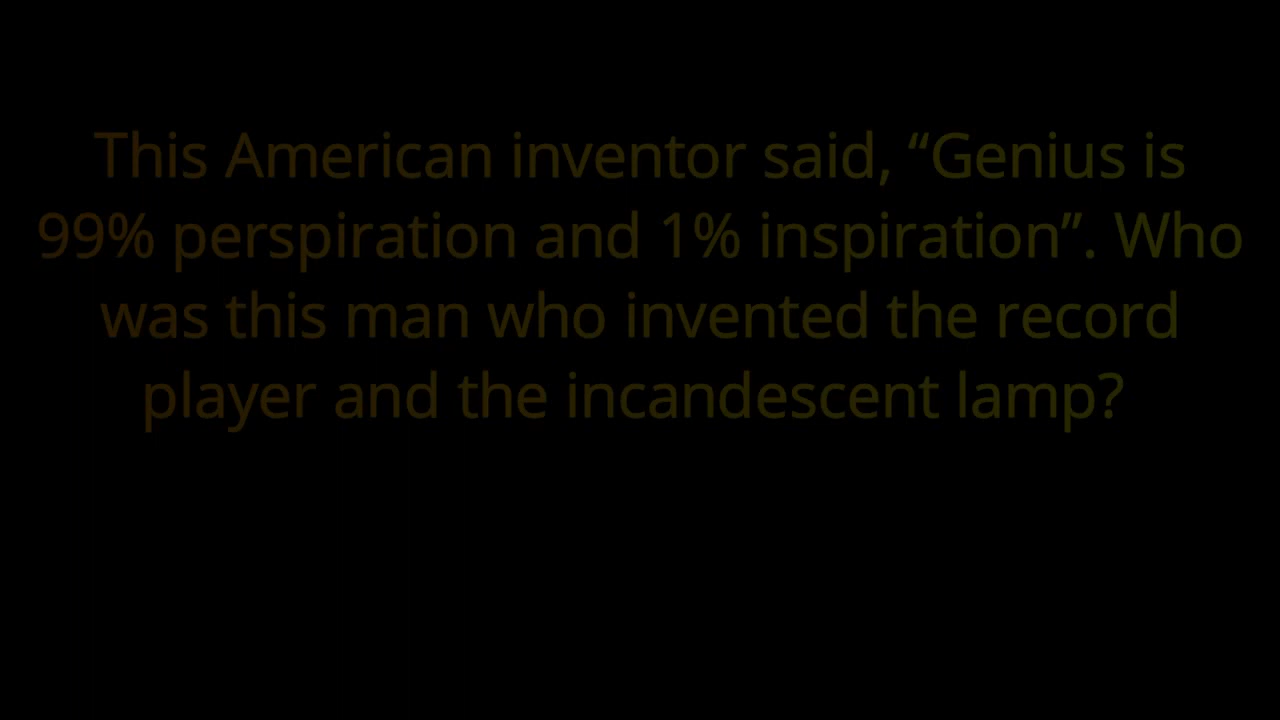 This American inventor said, “Genius is
99% perspiration and 1% inspiration”. Who
was this man who invented the record
player and the incandescent lamp?